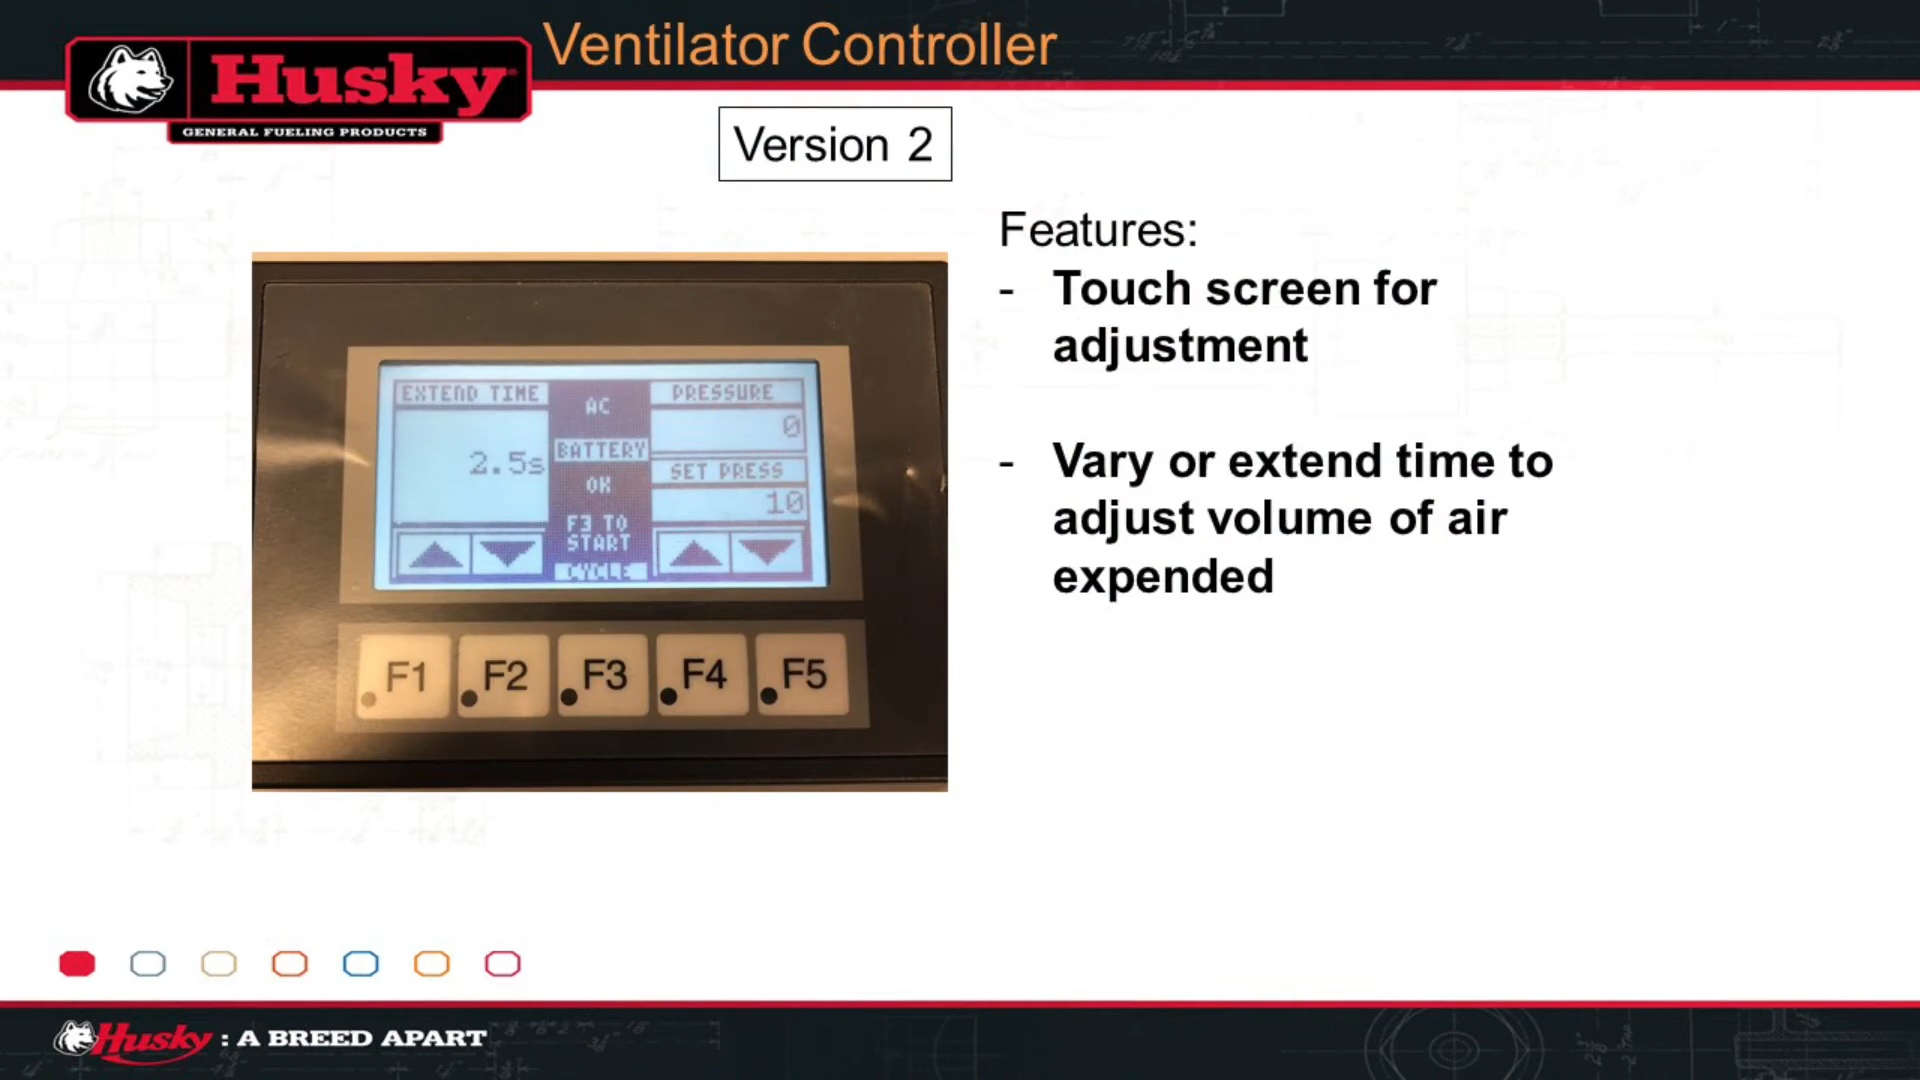 Ventilator Controller
Husky
GENERAL FUELING PRODUCTS
Version 2
Features:
- Touch screen for
adjustment
- Vary or extend time to
adjust volume of air
expended
EXTEND TIME
2.5s
AC
BATTERY
OK
F3 TO
START
CYCLE
PRESSURE
0
SET PRESS
10
F1 F2 F3 F4 F5
Husky : A BREED APART